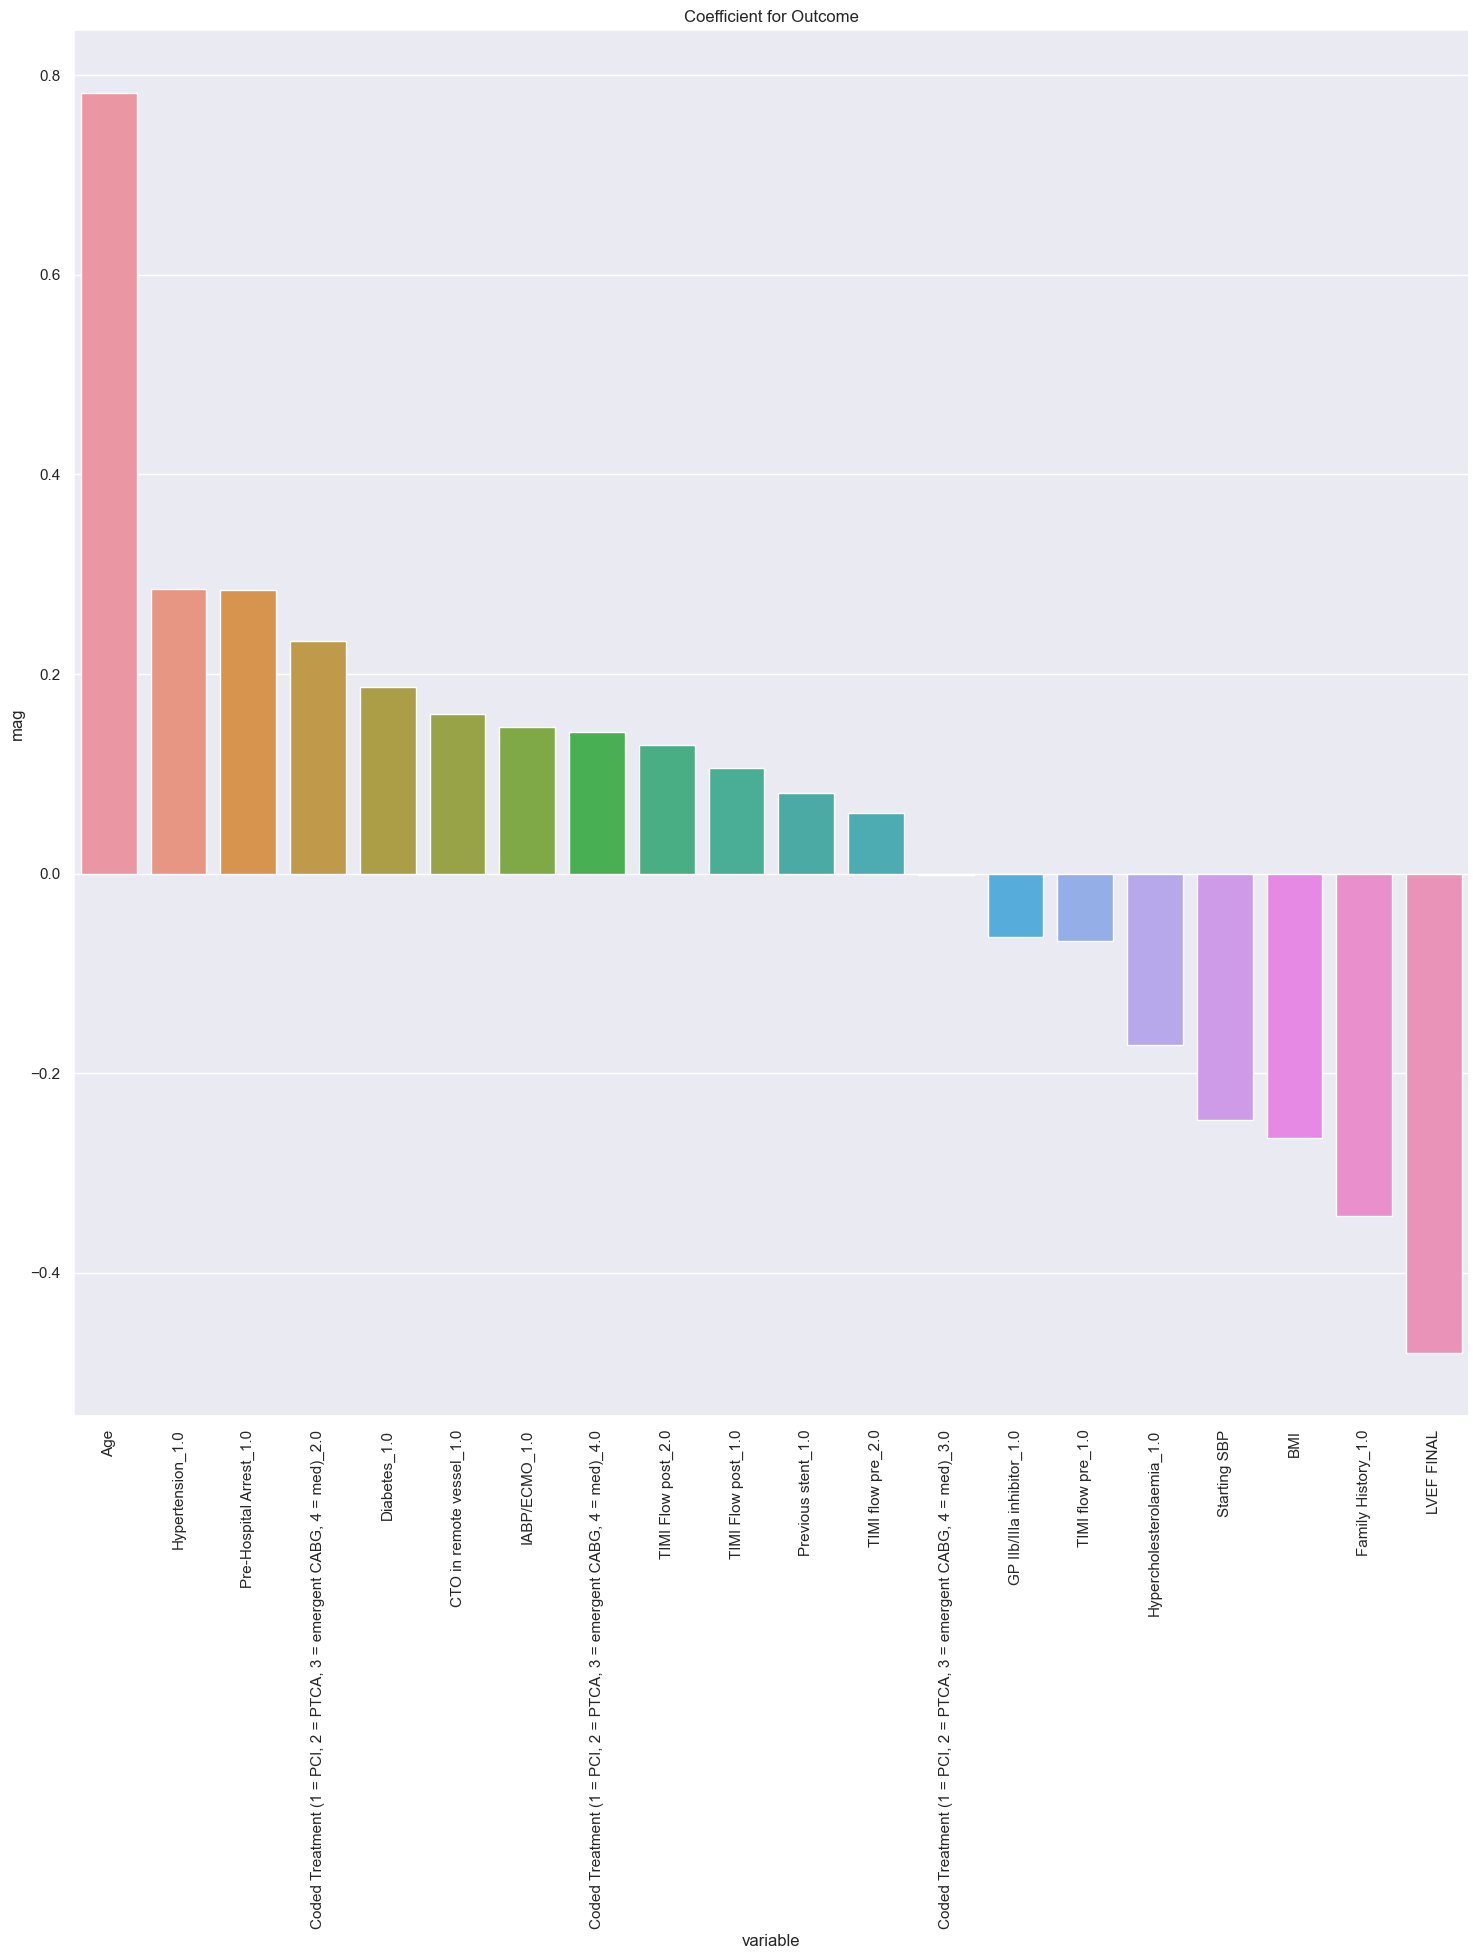 Coefficient for Outcome
0.8
0.6
0.4
0.2
0.0
−0.2
−0.4
mag
Age
Hypertension_1.0
Pre-Hospital Arrest_1.0
Coded Treatment (1 = PCI, 2 = PTCA, 3 = emergent CABG, 4 = med)_2.0
Diabetes_1.0
CTO in remote vessel_1.0
IABP/ECMO_1.0
Coded Treatment (1 = PCI, 2 = PTCA, 3 = emergent CABG, 4 = med)_4.0
TIMI Flow post_2.0
TIMI Flow post_1.0
Previous stent_1.0
TIMI flow pre_2.0
Coded Treatment (1 = PCI, 2 = PTCA, 3 = emergent CABG, 4 = med)_3.0
GP IIb/IIIa inhibitor_1.0
TIMI flow pre_1.0
Hypercholesterolaemia_1.0
Starting SBP
BMI
Family History_1.0
LVEF FINAL
variable